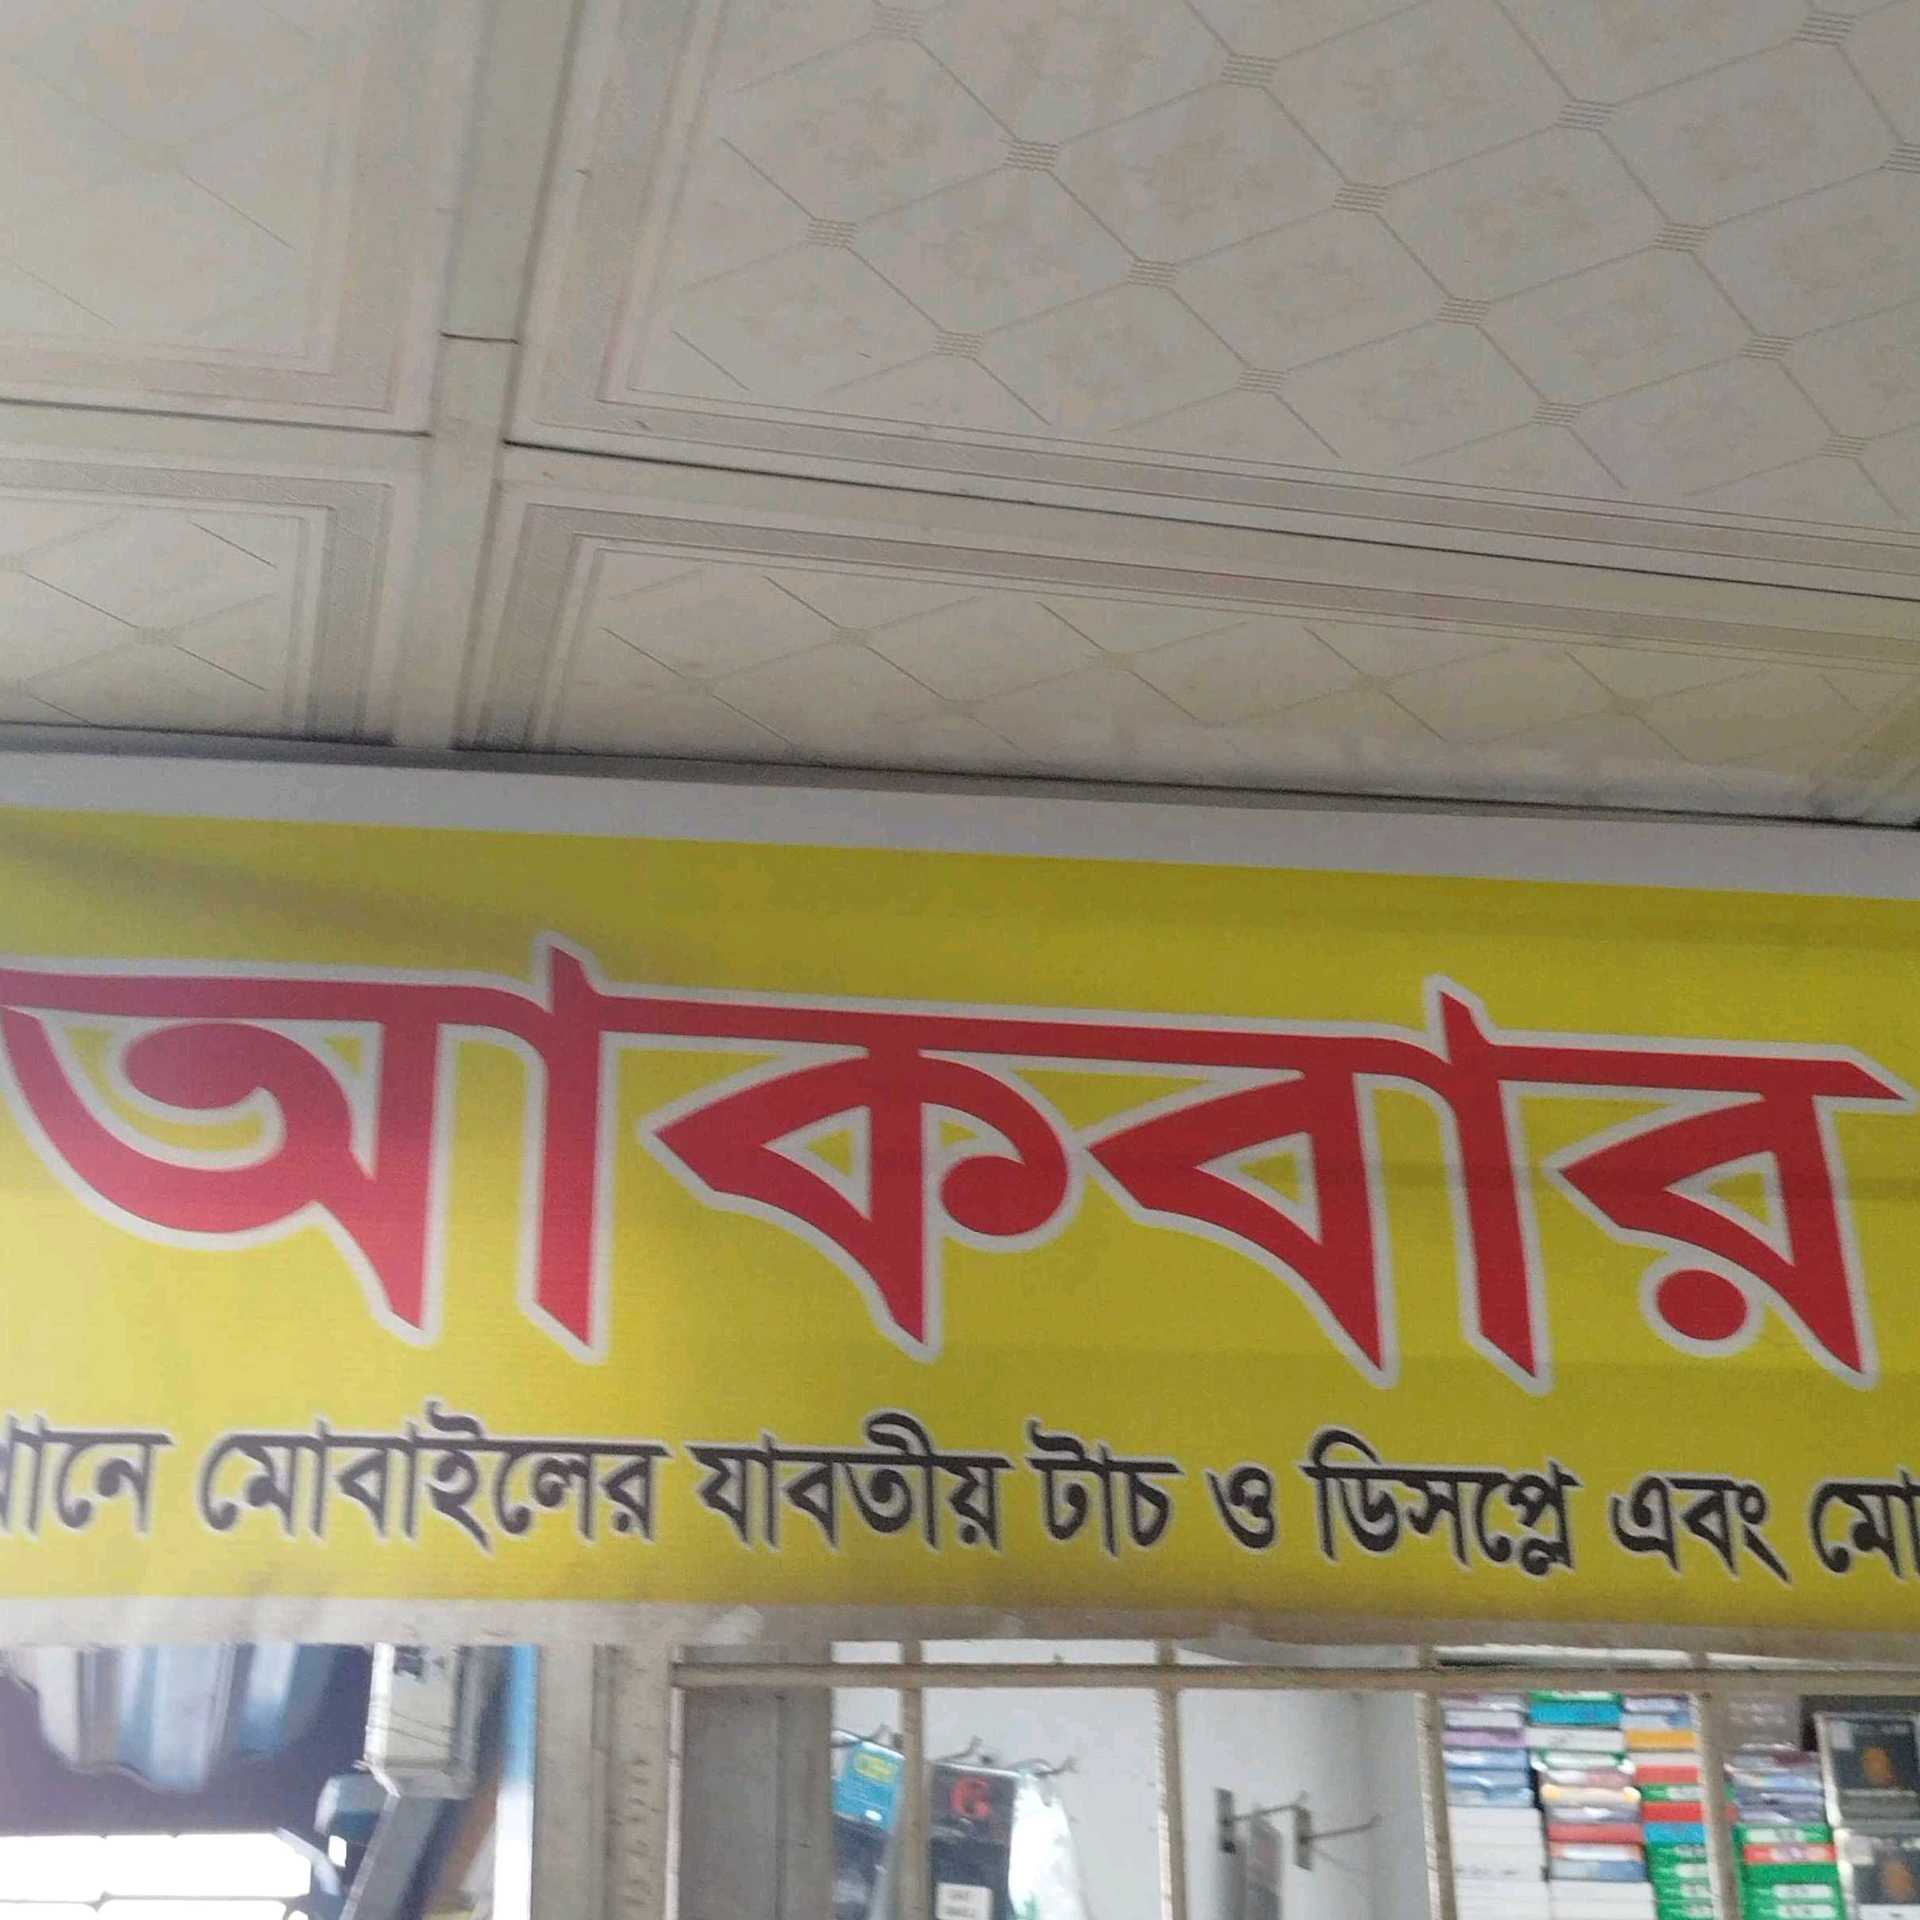 আকবার
খানে মোবাইলের যাবতীয় টাচ ও ডিসপ্লে এবং মো
G